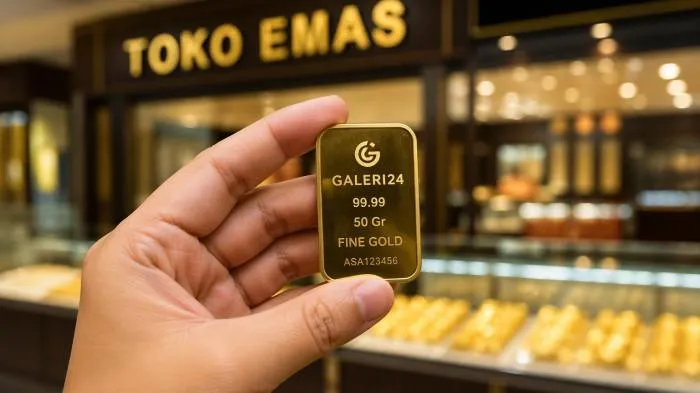 TOKO EMAS
GALERI24
99.99
50 Gr
FINE GOLD
ASA123456